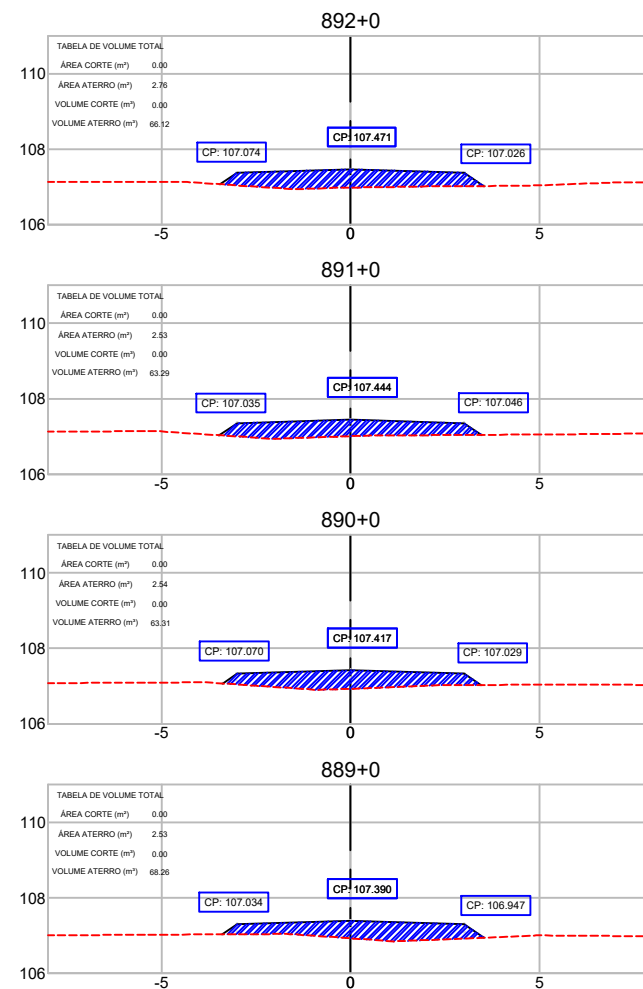 892+0
TABELA DE VOLUME TOTAL
ÁREA CORTE (m²) 0.00
110
ÁREA ATERRO (m²) 2.76
VOLUME CORTE (m³) 0.00
VOLUME ATERRO (m³) 66.12
CP: 107.471
108
CP: 107.074
CP: 107.026
106
-5 0 5
891+0
TABELA DE VOLUME TOTAL
ÁREA CORTE (m²) 0.00
110
ÁREA ATERRO (m²) 2.53
VOLUME CORTE (m³) 0.00
VOLUME ATERRO (m³) 63.29
CP: 107.444
108
CP: 107.035
CP: 107.046
106
-5 0 5
890+0
TABELA DE VOLUME TOTAL
ÁREA CORTE (m²) 0.00
110
ÁREA ATERRO (m²) 2.54
VOLUME CORTE (m³) 0.00
VOLUME ATERRO (m³) 63.31
CP: 107.417
108
CP: 107.070
CP: 107.029
106
-5 0 5
889+0
TABELA DE VOLUME TOTAL
ÁREA CORTE (m²) 0.00
110
ÁREA ATERRO (m²) 2.53
VOLUME CORTE (m³) 0.00
VOLUME ATERRO (m³) 68.26
CP: 107.390
108
CP: 107.034
CP: 106.947
106
-5 0 5